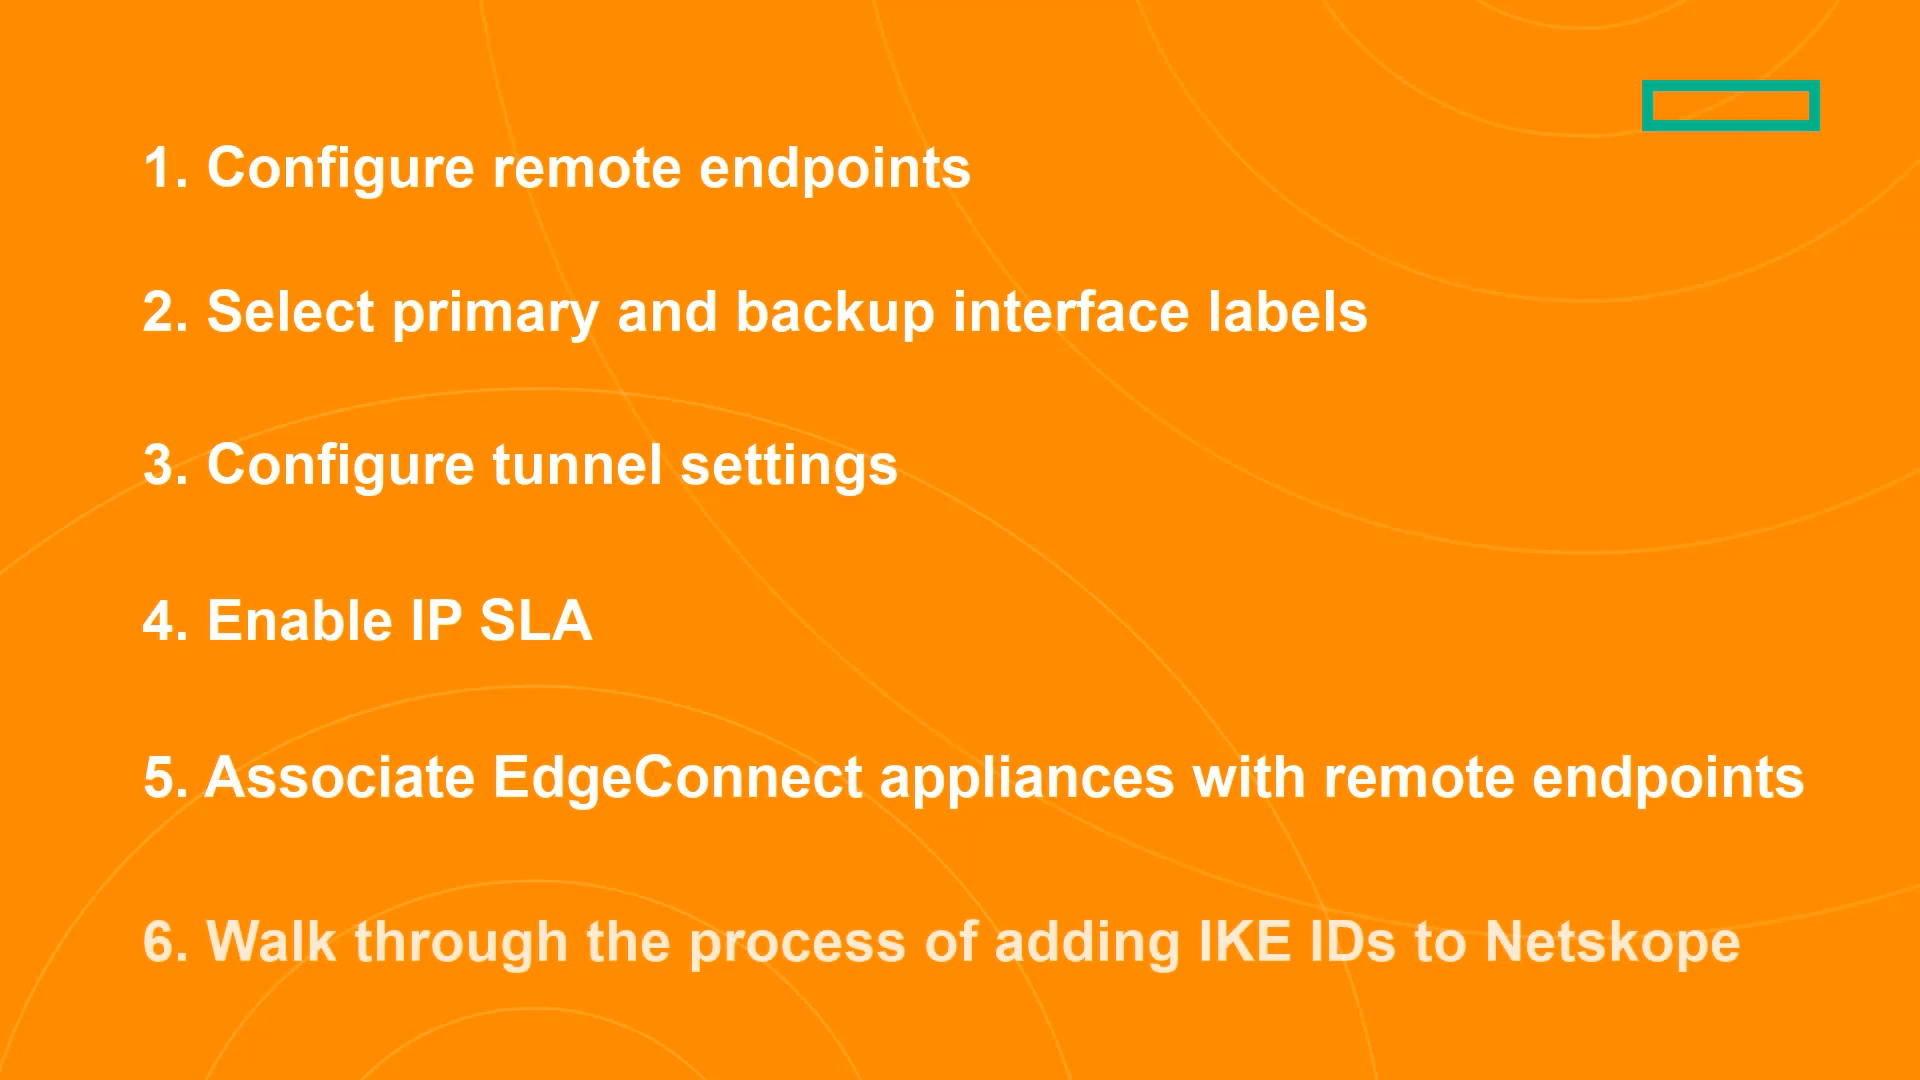 1. Configure remote endpoints
2. Select primary and backup interface labels
3. Configure tunnel settings
4. Enable IP SLA
5. Associate EdgeConnect appliances with remote endpoints
6. Walk through the process of adding IKE IDs to Netskope